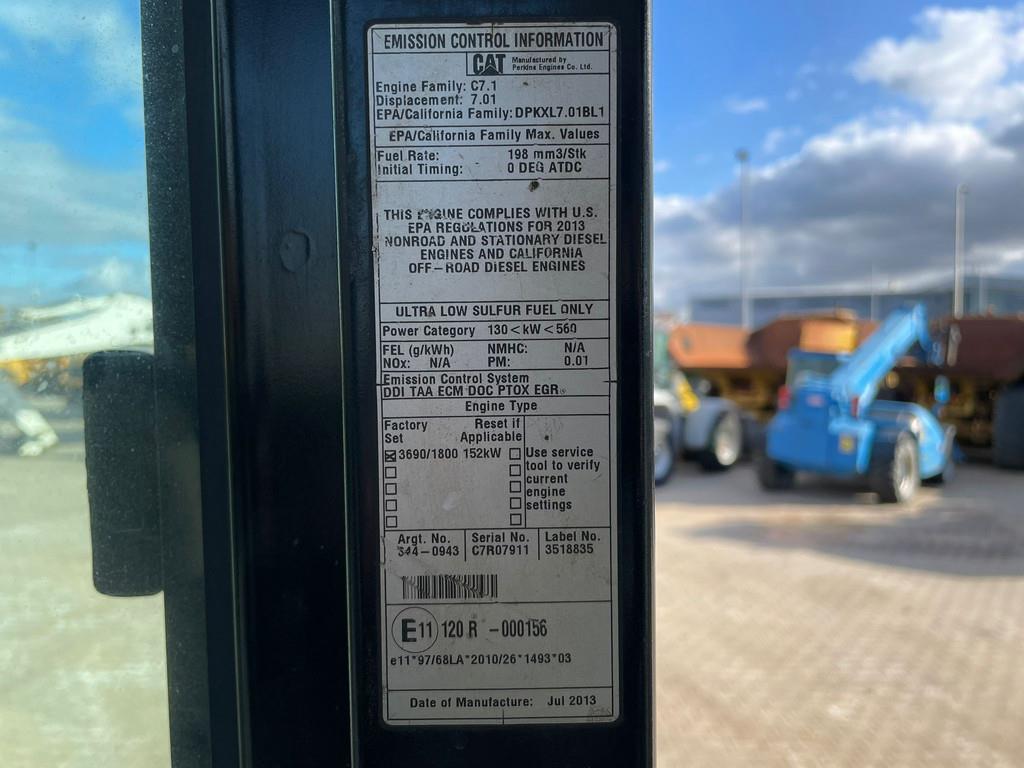 EMISSION CONTROL INFORMATION
CAT Manufactured by
Perkins Engines Co. Ltd.
Engine Family: C7.1
Displacement: 7.01
EPA/California Family: DPKXL7.01BL1
EPA/California Family Max. Values
Fuel Rate: 198 mm3/Stk
Initial Timing: 0 DEG ATDC
THIS ENGINE COMPLIES WITH U.S.
EPA REGULATIONS FOR 2013
NONROAD AND STATIONARY DIESEL
ENGINES AND CALIFORNIA
OFF-ROAD DIESEL ENGINES
ULTRA LOW SULFUR FUEL ONLY
Power Category 130<kW<560
FEL (g/kWh) NMHC: N/A
NOx: N/A PM: 0.01
Emission Control System
DDI TAA ECM DOC PTOX EGR
Engine Type
Factory Reset if
Set Applicable
3690/1800 152kW
Use service
tool to verify
current
engine
settings
Argt. No. Serial No. Label No.
C7R07911 3518835
E11 120 R -000156
e11*97/68LA*2010/26*1493*03
Date of Manufacture: Jul 2013